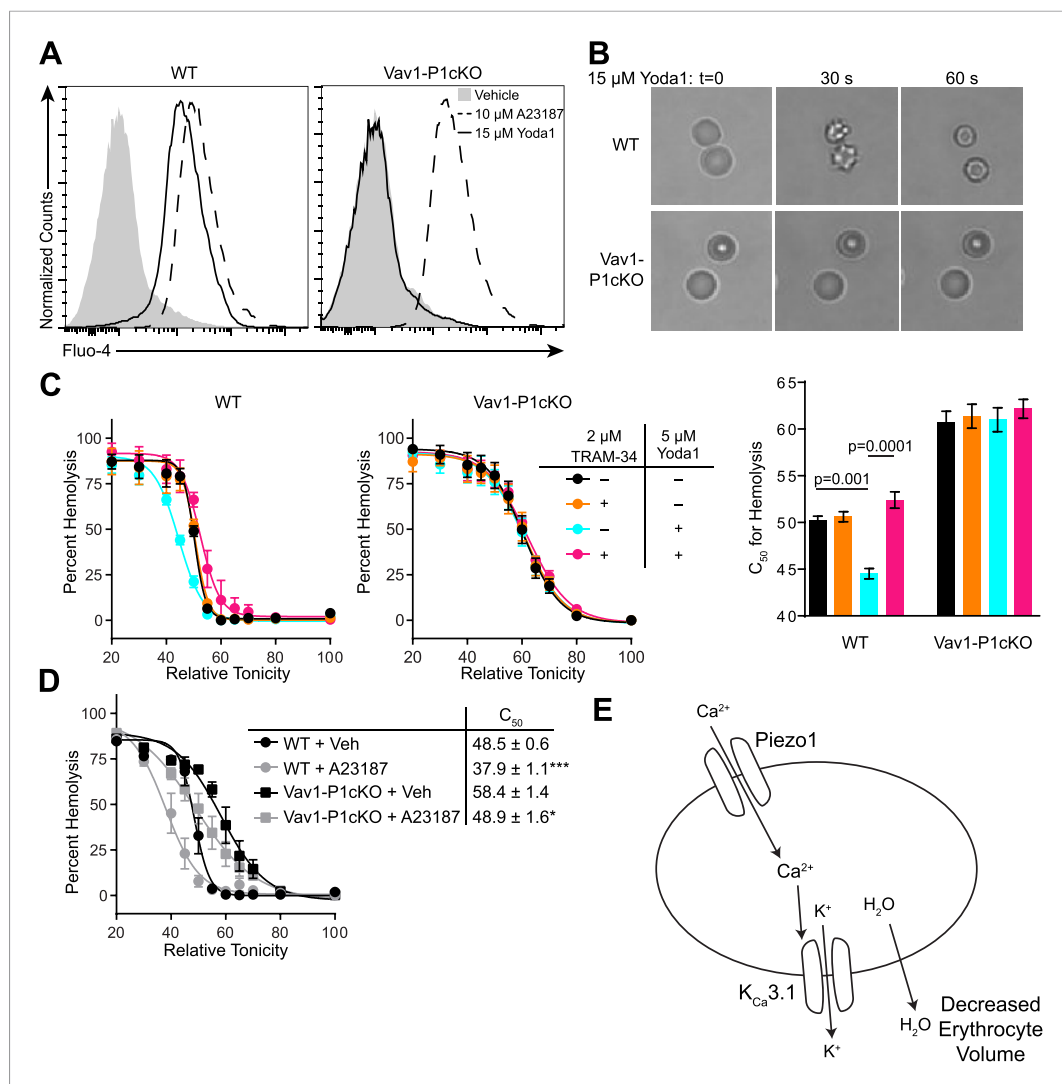 A
WT
Vav1-P1cKO
Vehicle
10 µM A23187
15 µM Yoda1
Normalized Counts
Fluo-4
B
15 µM Yoda1: t=0
30 s
60 s
WT
Vav1-
P1cKO
C
WT
Percent Hemolysis
100
75
50
25
0
20
40
60
80
100
Relative Tonicity
Vav1-P1cKO
Percent Hemolysis
100
75
50
25
0
20
40
60
80
100
Relative Tonicity
2 µM
TRAM-34
5 µM
Yoda1
– –
+ –
– +
+ +
C50 for Hemolysis
65
60
55
50
45
40
p=0.001
p=0.0001
WT
Vav1-P1cKO
D
Percent Hemolysis
100
75
50
25
0
20
40
60
80
100
Relative Tonicity
C50
WT + Veh 48.5 ± 0.6
WT + A23187 37.9 ± 1.1***
Vav1-P1cKO + Veh 58.4 ± 1.4
Vav1-P1cKO + A23187 48.9 ± 1.6*
E
Ca2+
Piezo1
Ca2+
K+
H2O
KCa3.1
K+
H2O
Decreased
Erythrocyte
Volume